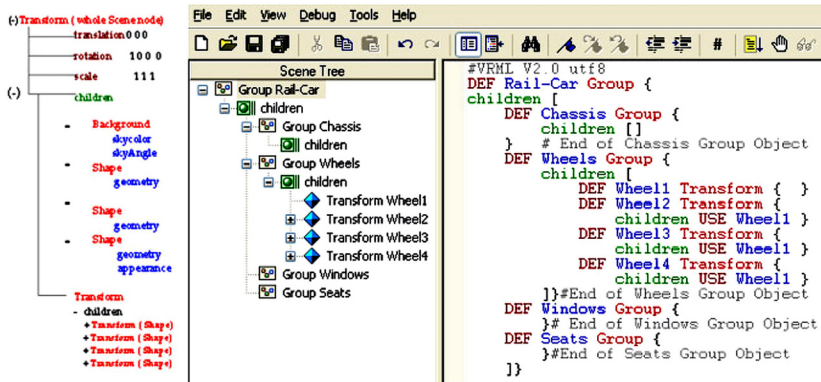 (-)Transform ( whole Scene node)
translation 0 0 0
rotation 1 0 0 0
scale 1 1 1
(-) children
- Background
skycolor
skyAngle
- Shape
geometry
- Shape
geometry
- Shape
geometry
appearance
Transform
- children
+ Transform ( Shape)
+ Transform ( Shape)
+ Transform ( Shape)
+ Transform ( Shape)
File Edit View Debug Tools Help
#
Scene Tree
Group Rail-Car
children
Group Chassis
children
Group Wheels
children
Transform Wheel1
Transform Wheel2
Transform Wheel3
Transform Wheel4
Group Windows
Group Seats
#VRML V2.0 utf8
DEF Rail-Car Group {
children [
DEF Chassis Group {
children []
} # End of Chassis Group Object
DEF Wheels Group {
children [
DEF Wheel1 Transform { }
DEF Wheel2 Transform {
children USE Wheel1 }
DEF Wheel3 Transform {
children USE Wheel1 }
DEF Wheel4 Transform {
children USE Wheel1 }
]}#End of Wheels Group Object
DEF Windows Group {
}# End of Windows Group Object
DEF Seats Group {
}#End of Seats Group Object
]}